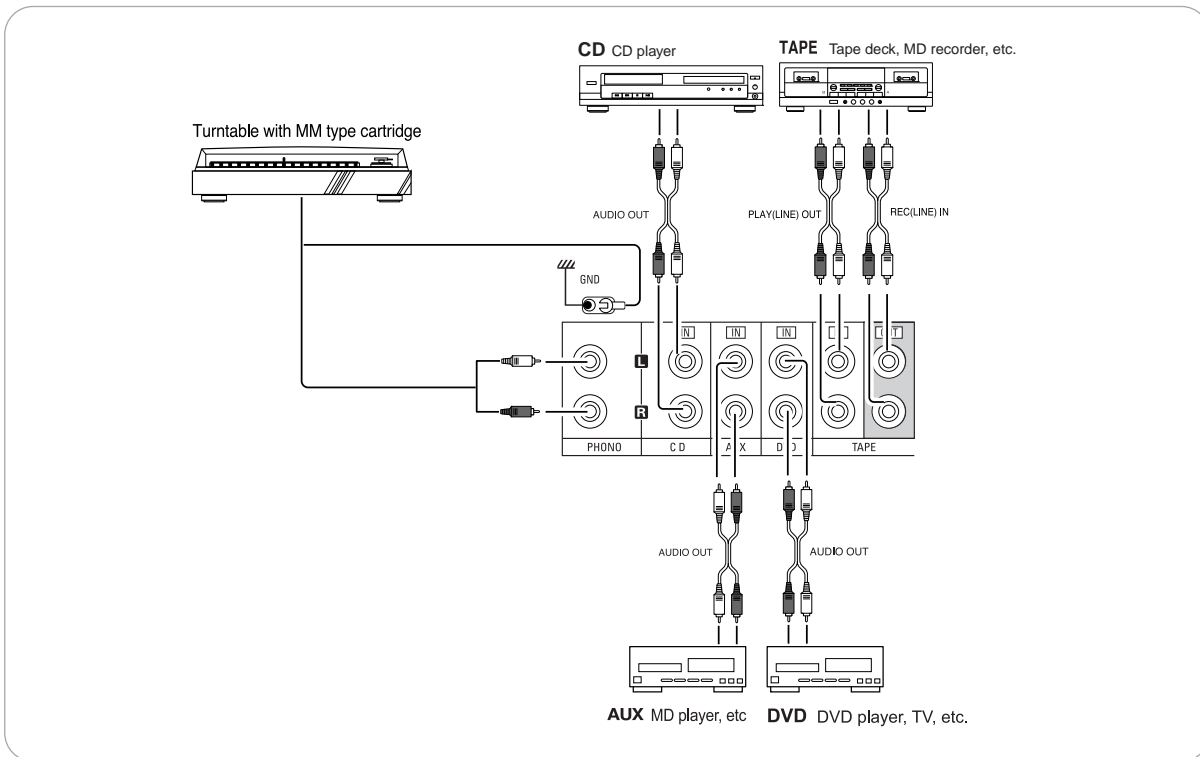 CD CD player
TAPE Tape deck, MD recorder, etc.
Turntable with MM type cartridge
AUDIO OUT
PLAY(LINE) OUT
REC(LINE) IN
GND
IN
IN
IN
L
R
PHONO
CD
TAPE
AUDIO OUT
AUDIO OUT
AUX MD player, etc
DVD DVD player, TV, etc.